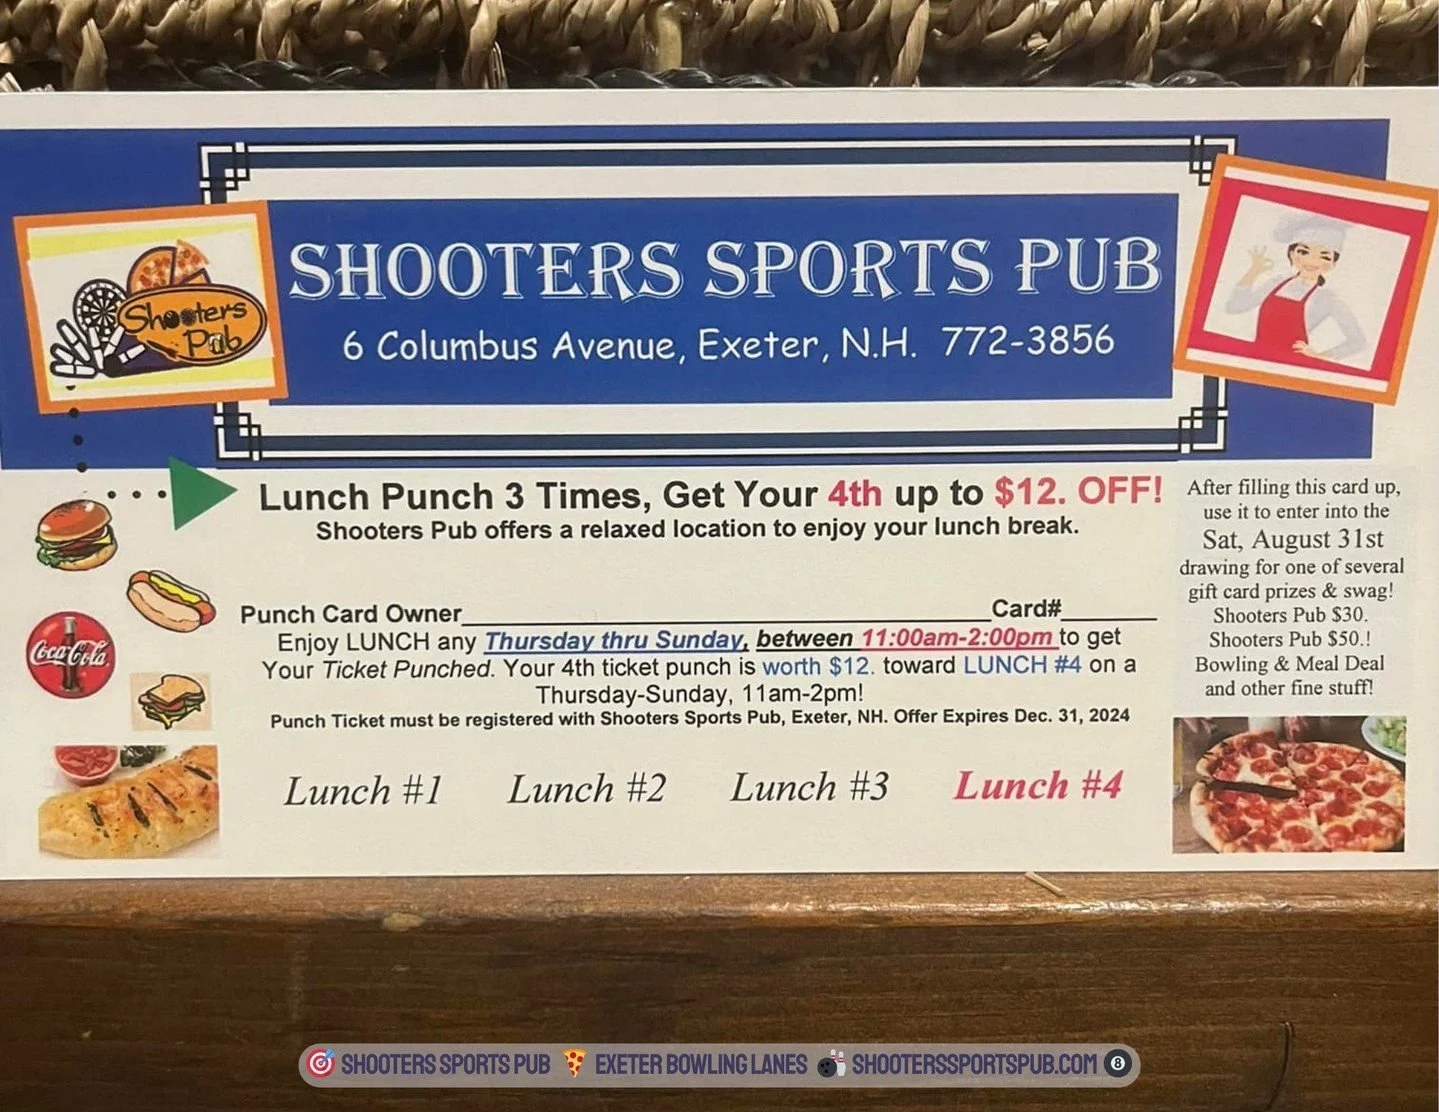 SHOOTERS SPORTS PUB
6 Columbus Avenue, Exeter, N.H. 772-3856
Shooters
Pub
Lunch Punch 3 Times, Get Your 4th up to $12. OFF!
Shooters Pub offers a relaxed location to enjoy your lunch break.
Punch Card Owner Card#
Enjoy LUNCH any Thursday thru Sunday, between 11:00am-2:00pm to get
Your Ticket Punched. Your 4th ticket punch is worth $12. toward LUNCH #4 on a
Thursday-Sunday, 11am-2pm!
Punch Ticket must be registered with Shooters Sports Pub, Exeter, NH. Offer Expires Dec. 31, 2024
Lunch #1 Lunch #2 Lunch #3 Lunch #4
After filling this card up,
use it to enter into the
Sat, August 31st
drawing for one of several
gift card prizes & swag!
Shooters Pub $30.
Shooters Pub $50.!
Bowling & Meal Deal
and other fine stuff!
Coca-Cola
SHOOTERS SPORTS PUB EXETER BOWLING LANES SHOOTERSSPORTSPUB.COM 8